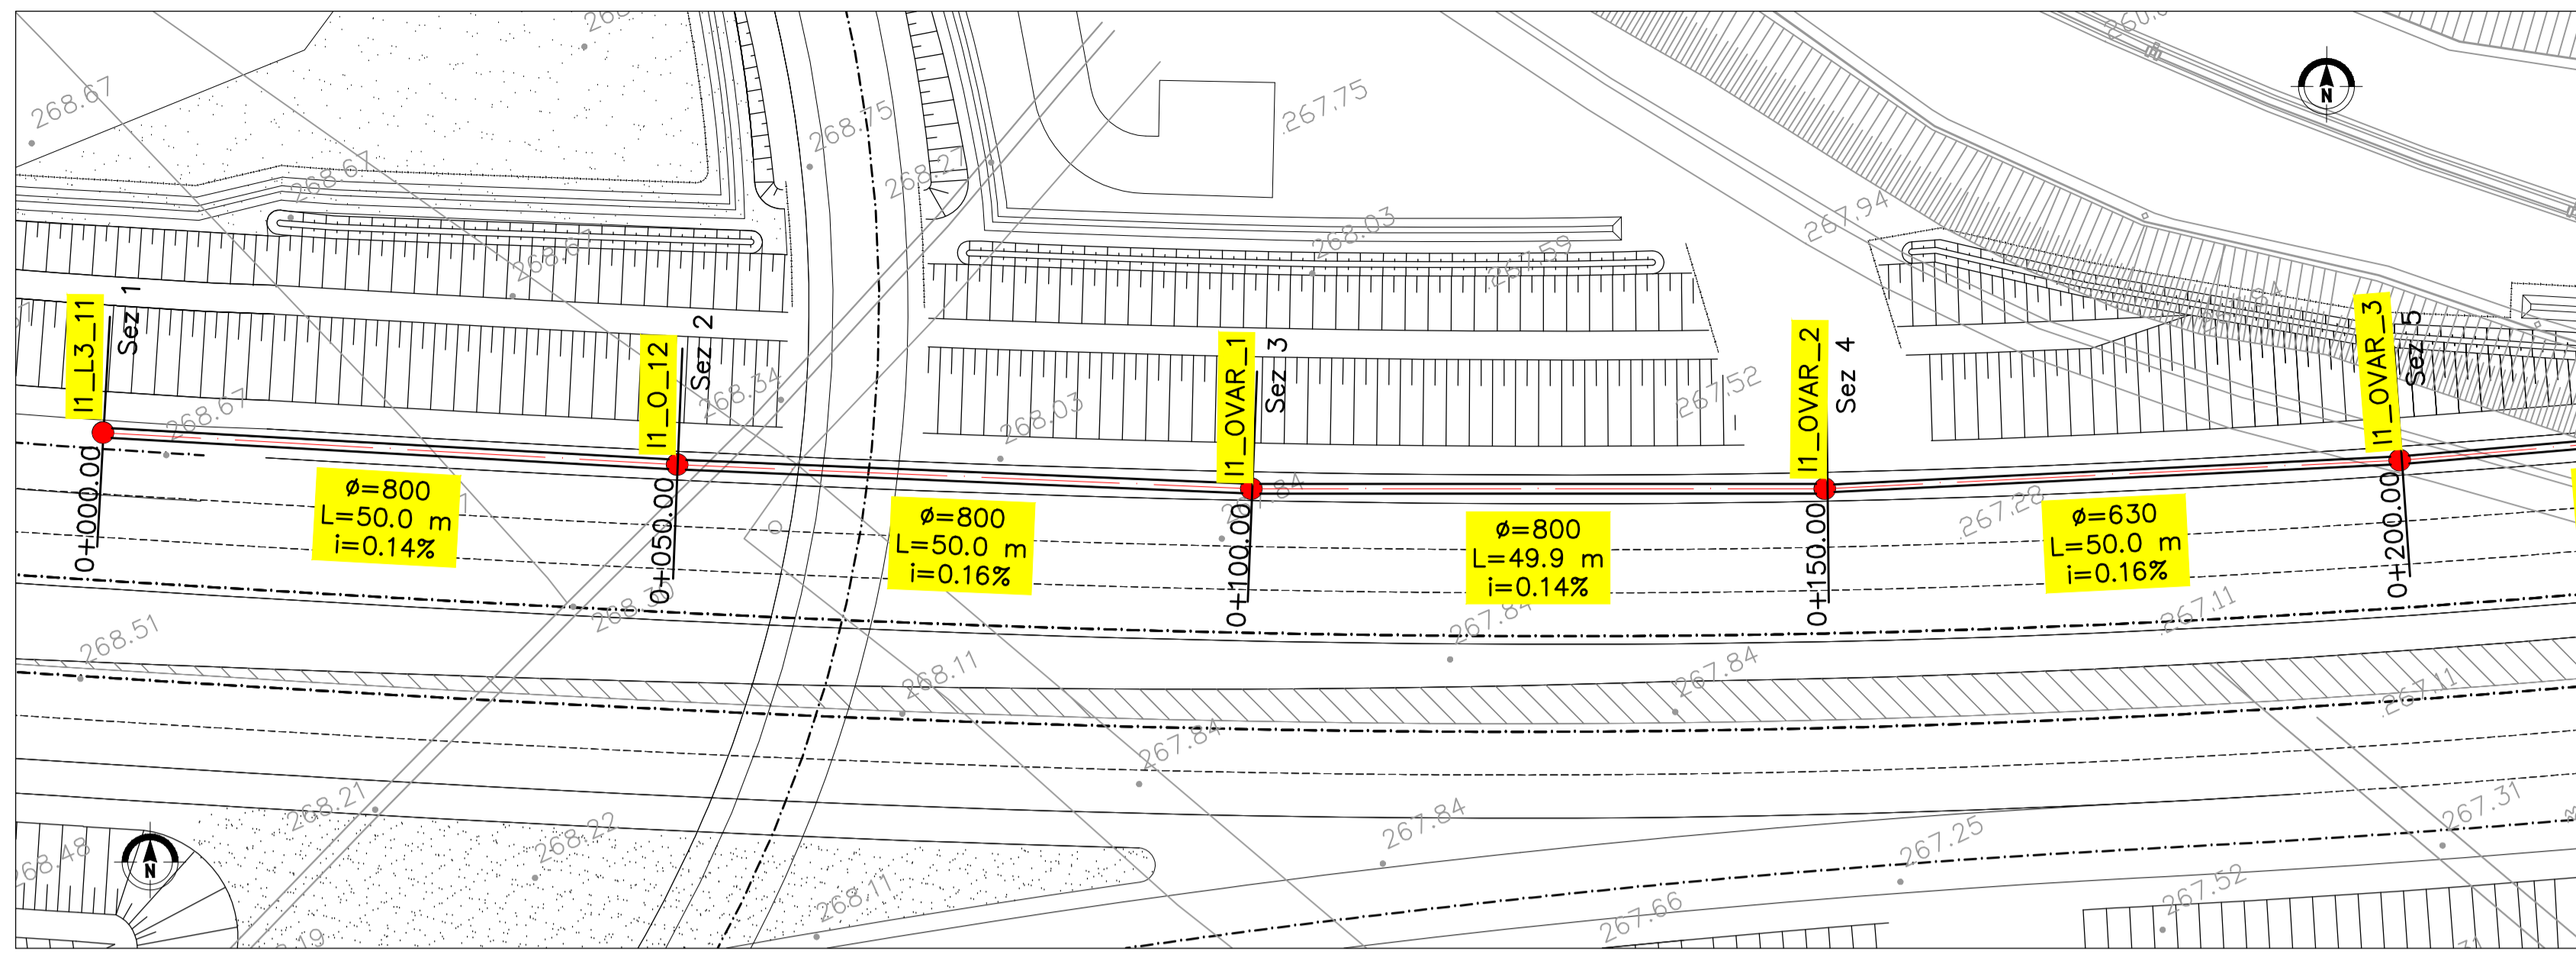 268.67
268.75
267.75
268.27
268.67
267.94
268.03
267.59
268.67
I1_L3_11
Sez 1
I1_O_12
Sez 2
I1_OVAR_1
Sez 3
I1_OVAR_2
Sez 4
I1_OVAR_3
Sez 5
268.67
268.34
268.03
267.52
0+000.00
0+050.00
0+100.00
0+150.00
0+200.00
ø=800
L=50.0 m
i=0.14%
ø=800
L=50.0 m
i=0.16%
ø=800
L=49.9 m
i=0.14%
ø=630
L=50.0 m
i=0.16%
267.28
267.84
267.11
268.51
268.11
267.84
267.11
267.84
268.21
268.22
267.84
267.25
267.31
268.11
267.66
267.52
N
N